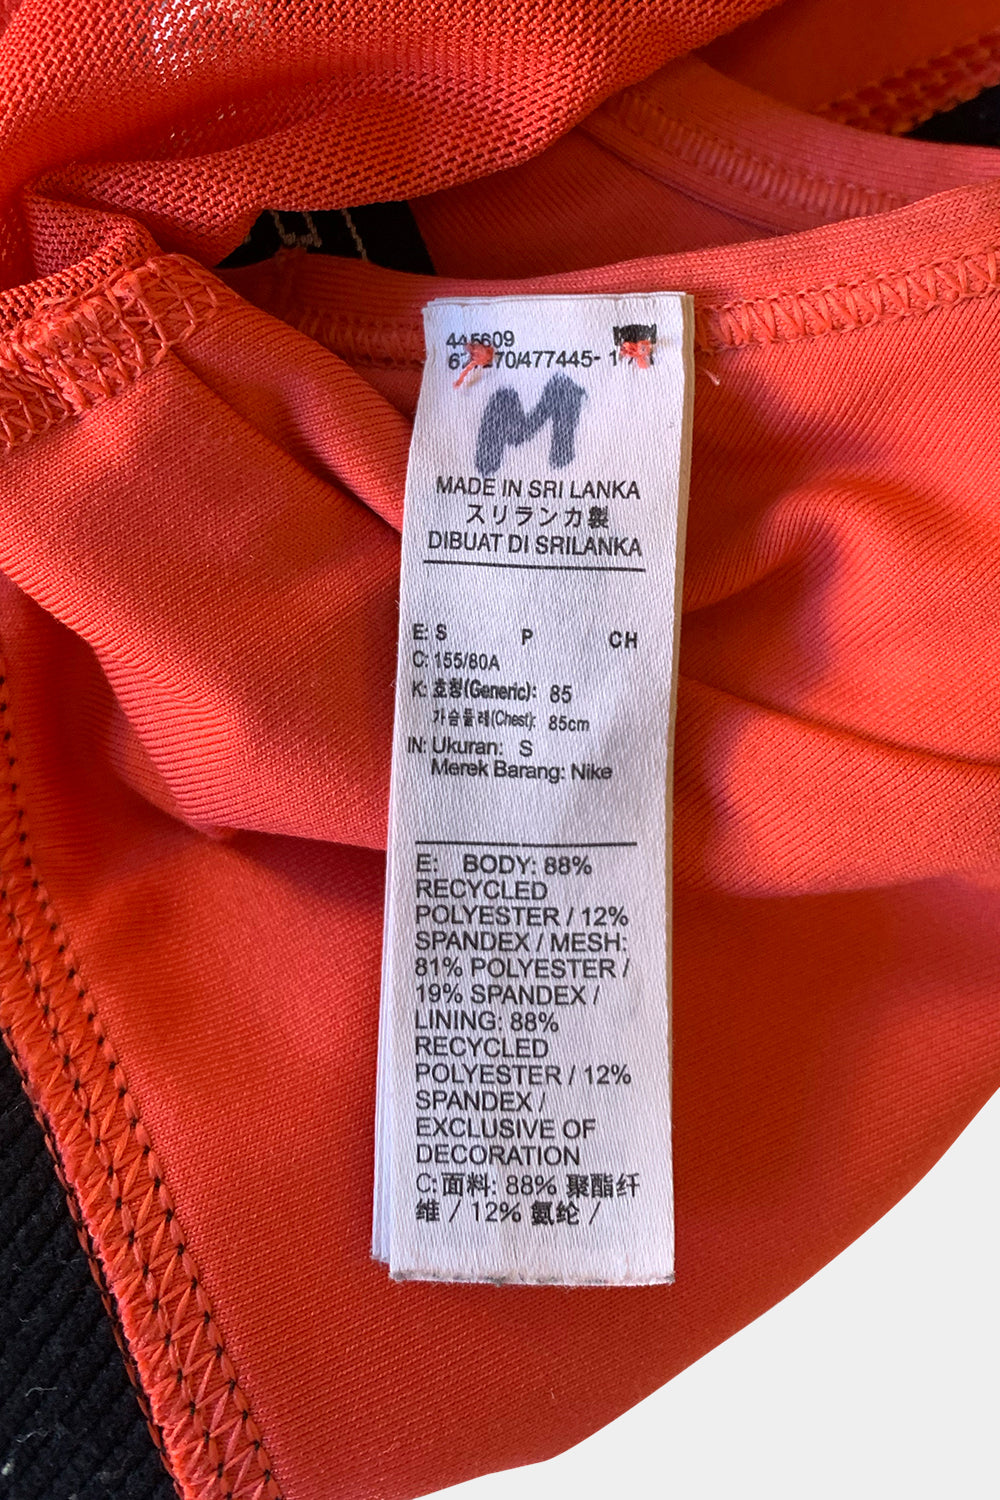 445609
70/477445-
M
MADE IN SRI LANKA
スリランカ製
DIBUAT DI SRILANKA
E: S P CH
C: 155/80A
K: 호칭(Generic): 85
가슴둘레(Chest): 85cm
IN: Ukuran: S
Merek Barang: Nike
E: BODY: 88%
RECYCLED
POLYESTER / 12%
SPANDEX / MESH:
81% POLYESTER /
19% SPANDEX /
LINING: 88%
RECYCLED
POLYESTER / 12%
SPANDEX /
EXCLUSIVE OF
DECORATION
C: 面料: 88% 聚酯纤
维 / 12% 氨纶 /